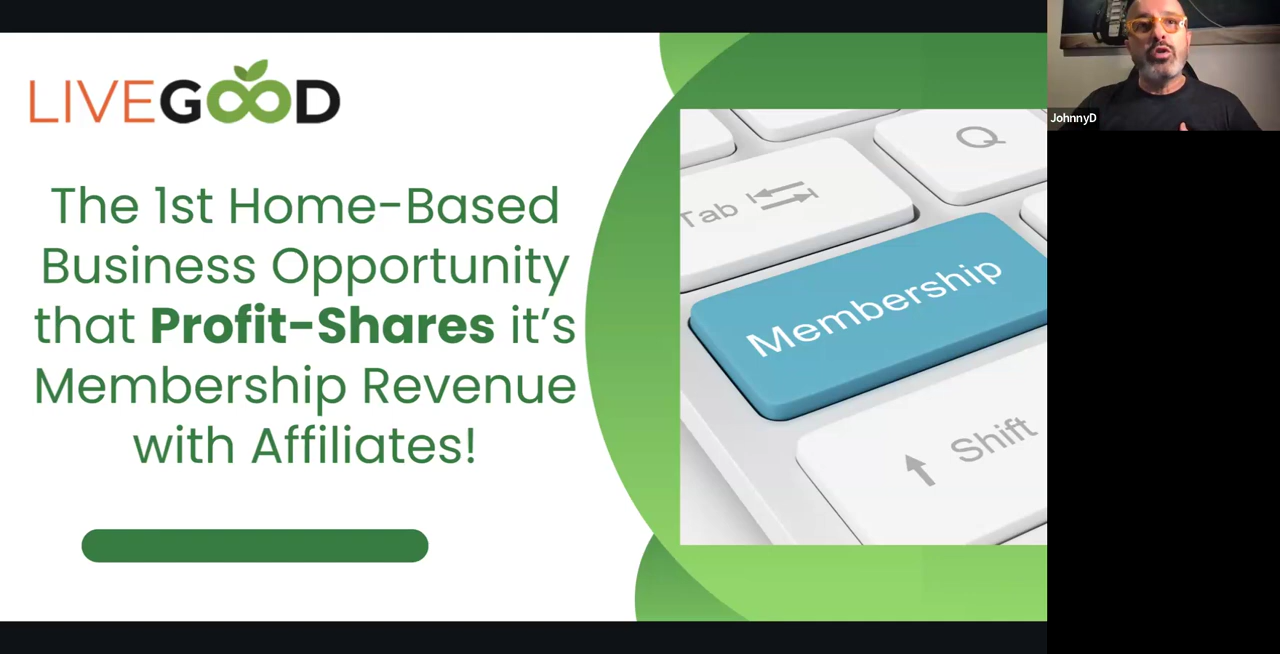 LIVEGOOD
The 1st Home-Based
Business Opportunity
that Profit-Shares it’s
Membership Revenue
with Affiliates!
Tab
Q
Membership
Shift
JohnnyD